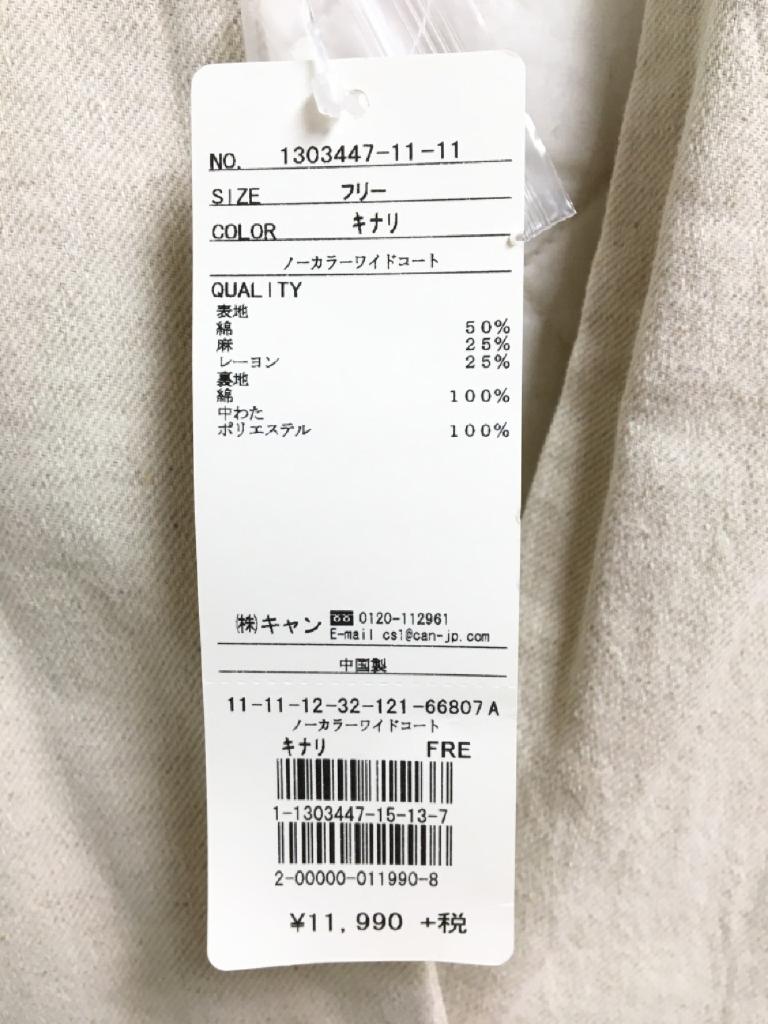 NO. 1303447-11-11
SIZE フリー
COLOR キナリ
ノーカラーワイドコート
QUALITY
表地
綿 50%
麻 25%
レーヨン 25%
裏地
綿 100%
中わた
ポリエステル 100%
㈱キャン 0120-112961
E-mail cs1@can-jp.com
中国製
11-11-12-32-121-66807A
ノーカラーワイドコート
キナリ FRE
1-1303447-15-13-7
2-00000-011990-8
¥11,990 +税